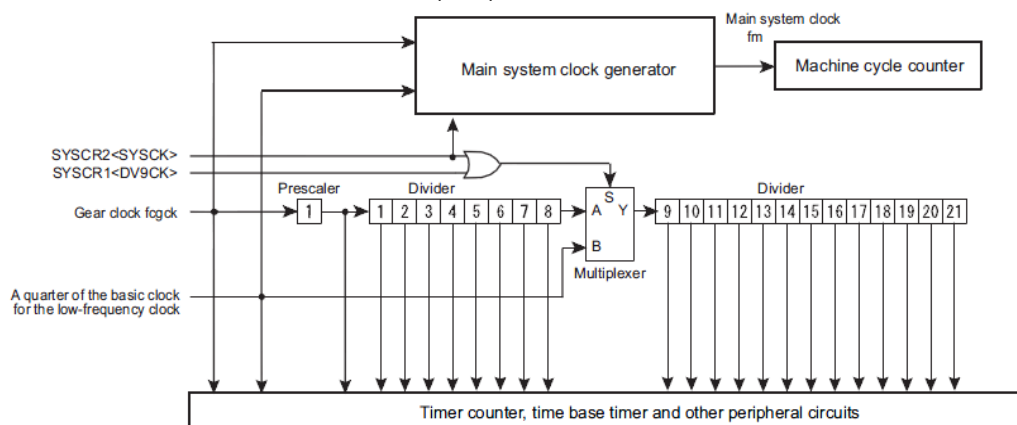 Main system clock
fm
Main system clock generator
Machine cycle counter
SYSCR2<SYSCK>
SYSCR1<DV9CK>
Prescaler
Divider
Divider
Gear clock fcgck
1
1 2 3 4 5 6 7 8
A S Y
B
9 10 11 12 13 14 15 16 17 18 19 20 21
Multiplexer
A quarter of the basic clock
for the low-frequency clock
Timer counter, time base timer and other peripheral circuits